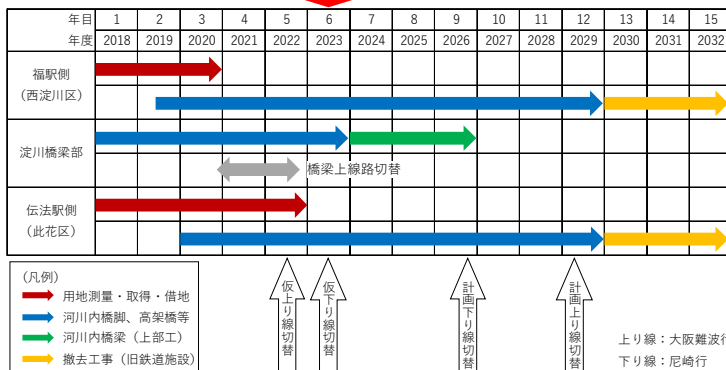 年目 1 2 3 4 5 6 7 8 9 10 11 12 13 14 15
年度 2018 2019 2020 2021 2022 2023 2024 2025 2026 2027 2028 2029 2030 2031 2032
福駅側
（西淀川区）
淀川橋梁部
橋梁上線路切替
伝法駅側
（此花区）
(凡例)
用地測量・取得・借地
河川内橋脚、高架橋等
河川内橋梁（上部工）
撤去工事（旧鉄道施設）
仮上り線切替
仮下り線切替
計画下り線切替
計画上り線切替
上り線：大阪難波行
下り線：尼崎行